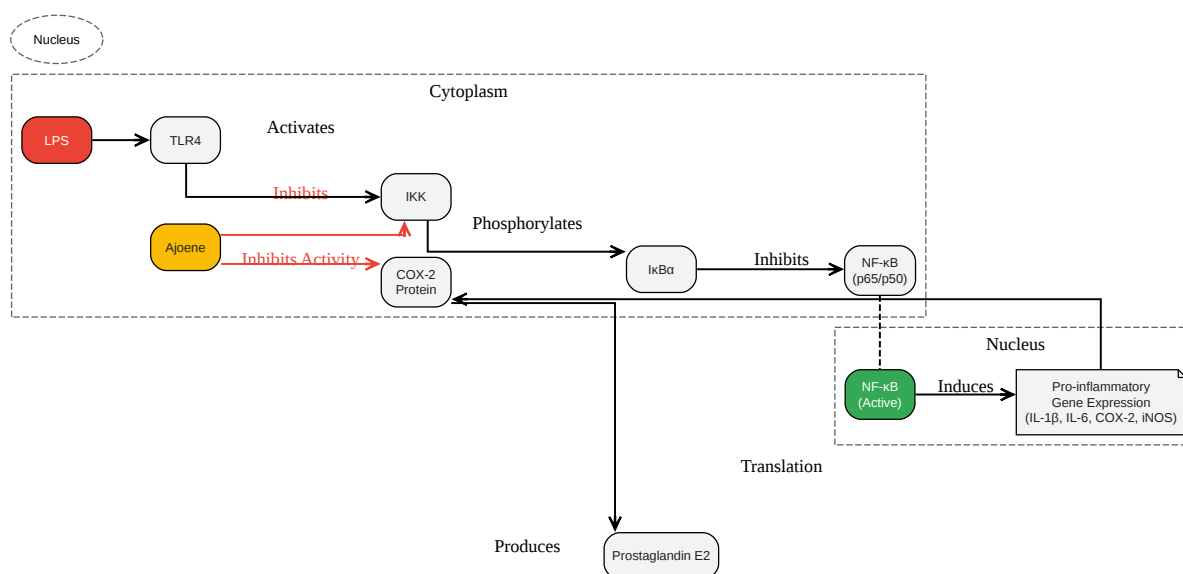 Nucleus
Cytoplasm
Activates
LPS
TLR4
Inhibits
IKK
Phosphorylates
Ajoene
Inhibits Activity
COX-2
Protein
IκBα
Inhibits
NF-κB
(p65/p50)
Nucleus
NF-κB
(Active)
Induces
Pro-inflammatory
Gene Expression
(IL-1β, IL-6, COX-2, iNOS)
Translation
Produces
Prostaglandin E2